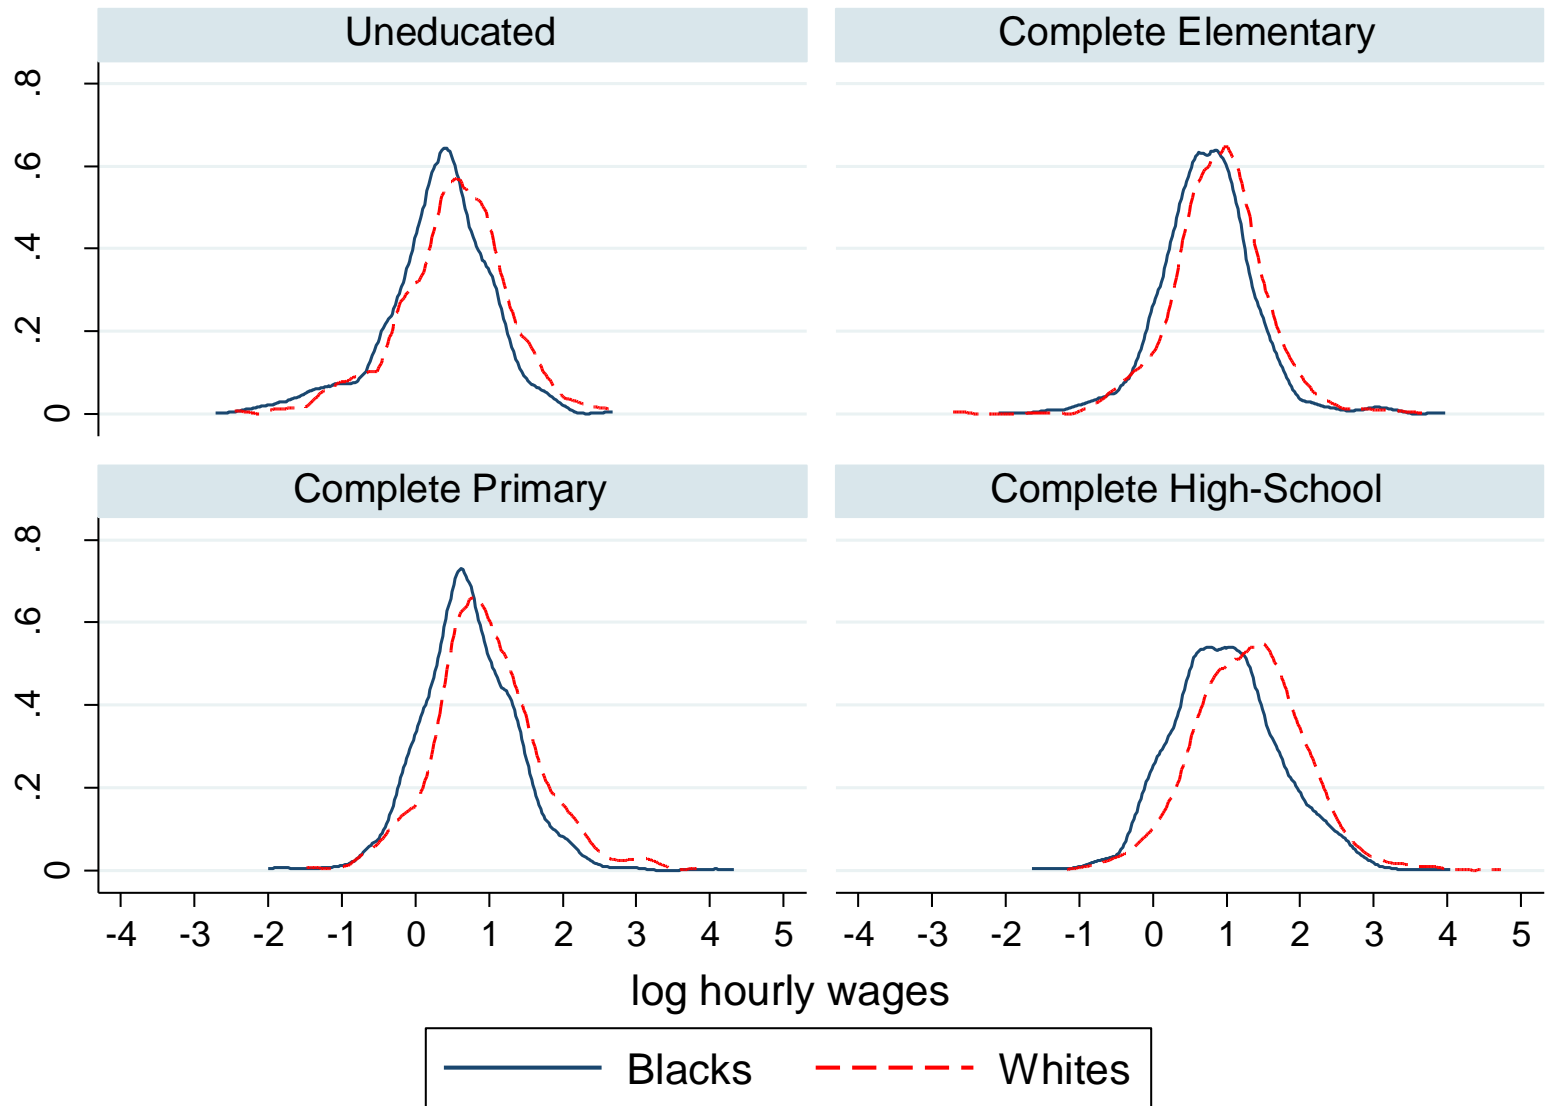 Uneducated
Complete Elementary
.8
.6
.4
.2
0
Complete Primary
Complete High-School
.8
.6
.4
.2
0
-4 -3 -2 -1 0 1 2 3 4 5
-4 -3 -2 -1 0 1 2 3 4 5
log hourly wages
Blacks
Whites